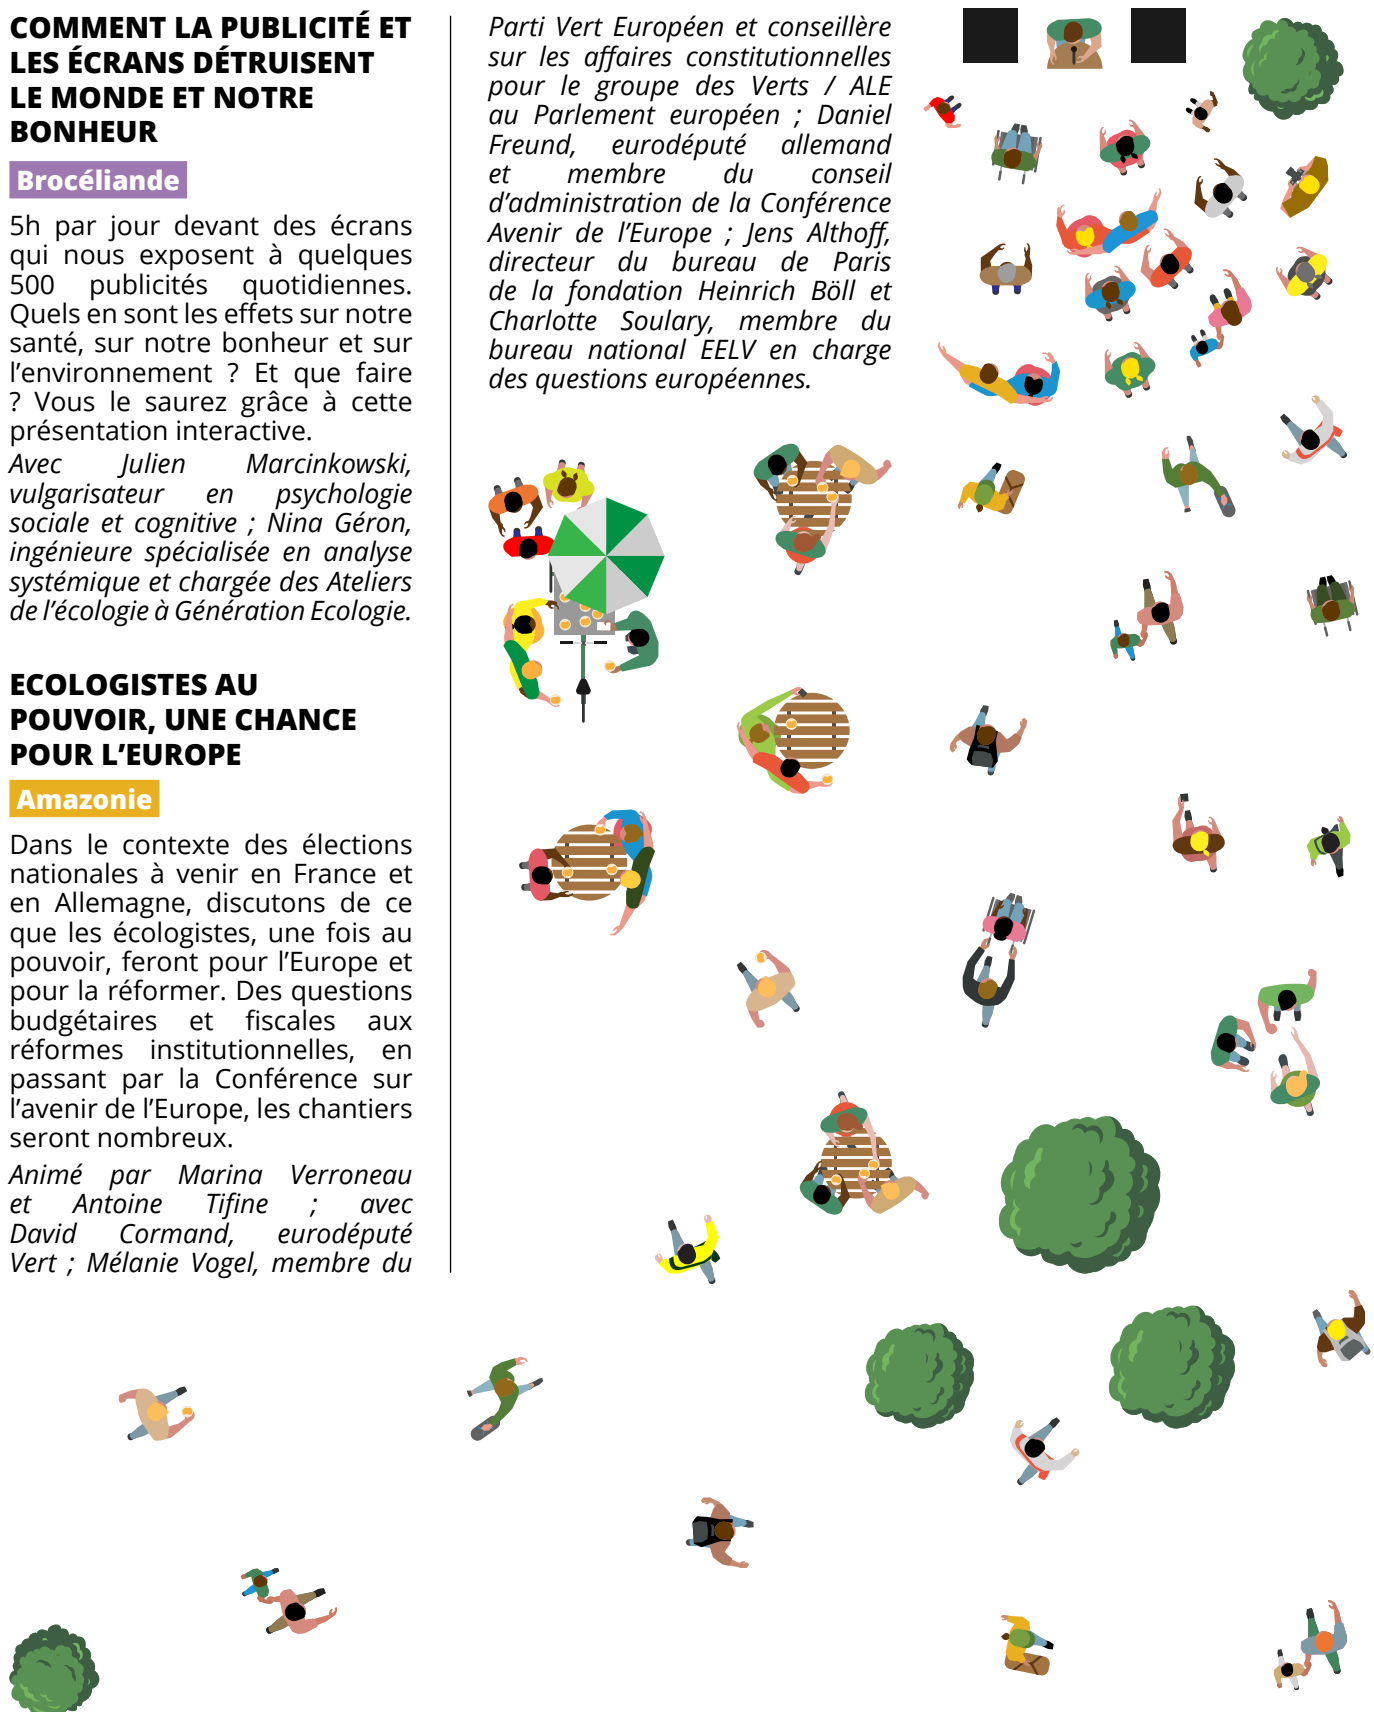 COMMENT LA PUBLICITÉ ET
LES ÉCRANS DÉTRUISENT
LE MONDE ET NOTRE
BONHEUR
Brocéliande
5h par jour devant des écrans
qui nous exposent à quelques
500 publicités quotidiennes.
Quels en sont les effets sur notre
santé, sur notre bonheur et sur
l’environnement ? Et que faire
? Vous le saurez grâce à cette
présentation interactive.
Avec Julien Marcinkowski,
vulgarisateur en psychologie
sociale et cognitive ; Nina Géron,
ingénieure spécialisée en analyse
systémique et chargée des Ateliers
de l’écologie à Génération Ecologie.
ECOLOGISTES AU
POUVOIR, UNE CHANCE
POUR L’EUROPE
Amazonie
Dans le contexte des élections
nationales à venir en France et
en Allemagne, discutons de ce
que les écologistes, une fois au
pouvoir, feront pour l’Europe et
pour la réformer. Des questions
budgétaires et fiscales aux
réformes institutionnelles, en
passant par la Conférence sur
l’avenir de l’Europe, les chantiers
seront nombreux.
Animé par Marina Verroneau
et Antoine Tifine ; avec
David Cormand, eurodéputé
Vert ; Mélanie Vogel, membre du
Parti Vert Européen et conseillère
sur les affaires constitutionnelles
pour le groupe des Verts / ALE
au Parlement européen ; Daniel
Freund, eurodéputé allemand
et membre du conseil
d’administration de la Conférence
Avenir de l’Europe ; Jens Althoff,
directeur du bureau de Paris
de la fondation Heinrich Böll et
Charlotte Soulary, membre du
bureau national EELV en charge
des questions européennes.